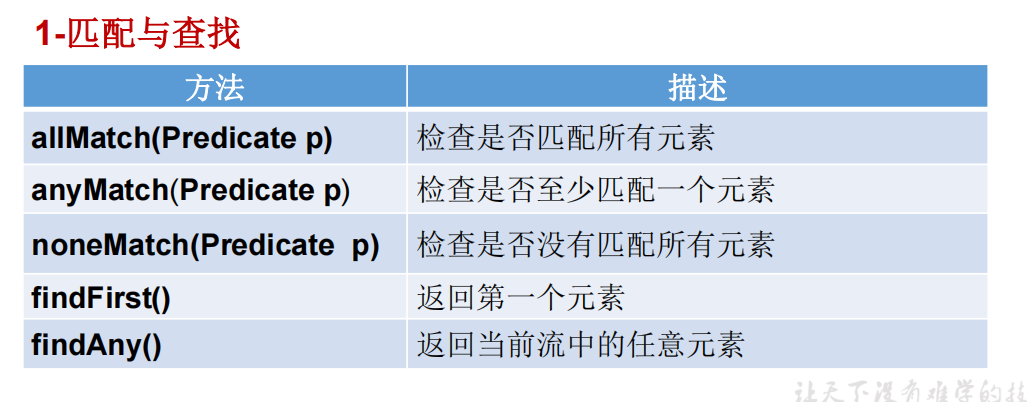 1-匹配与查找
方法 描述
allMatch(Predicate p) 检查是否匹配所有元素
anyMatch(Predicate p) 检查是否至少匹配一个元素
noneMatch(Predicate  p) 检查是否没有匹配所有元素
findFirst() 返回第一个元素
findAny() 返回当前流中的任意元素
让天下没有难学的技